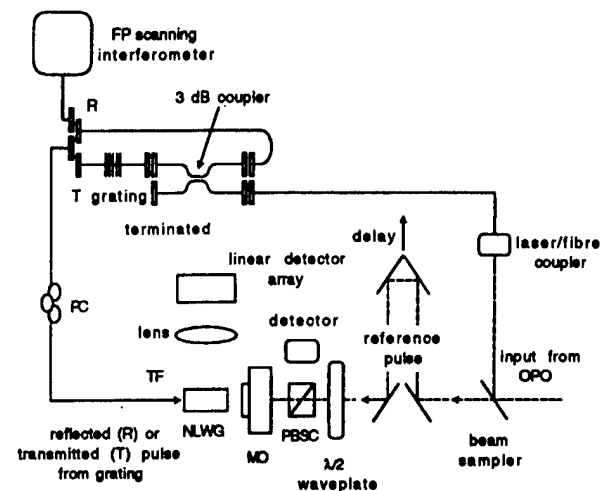 FP scanning
interferometer
R
3 dB coupler
T grating
terminated
delay
laser/fibre
coupler
linear detector
array
PC
lens
detector
reference
pulse
input from
OPO
TF
NLWG
MO
PBSC
λ/2
waveplate
beam
sampler
reflected (R) or
transmitted (T) pulse
from grating